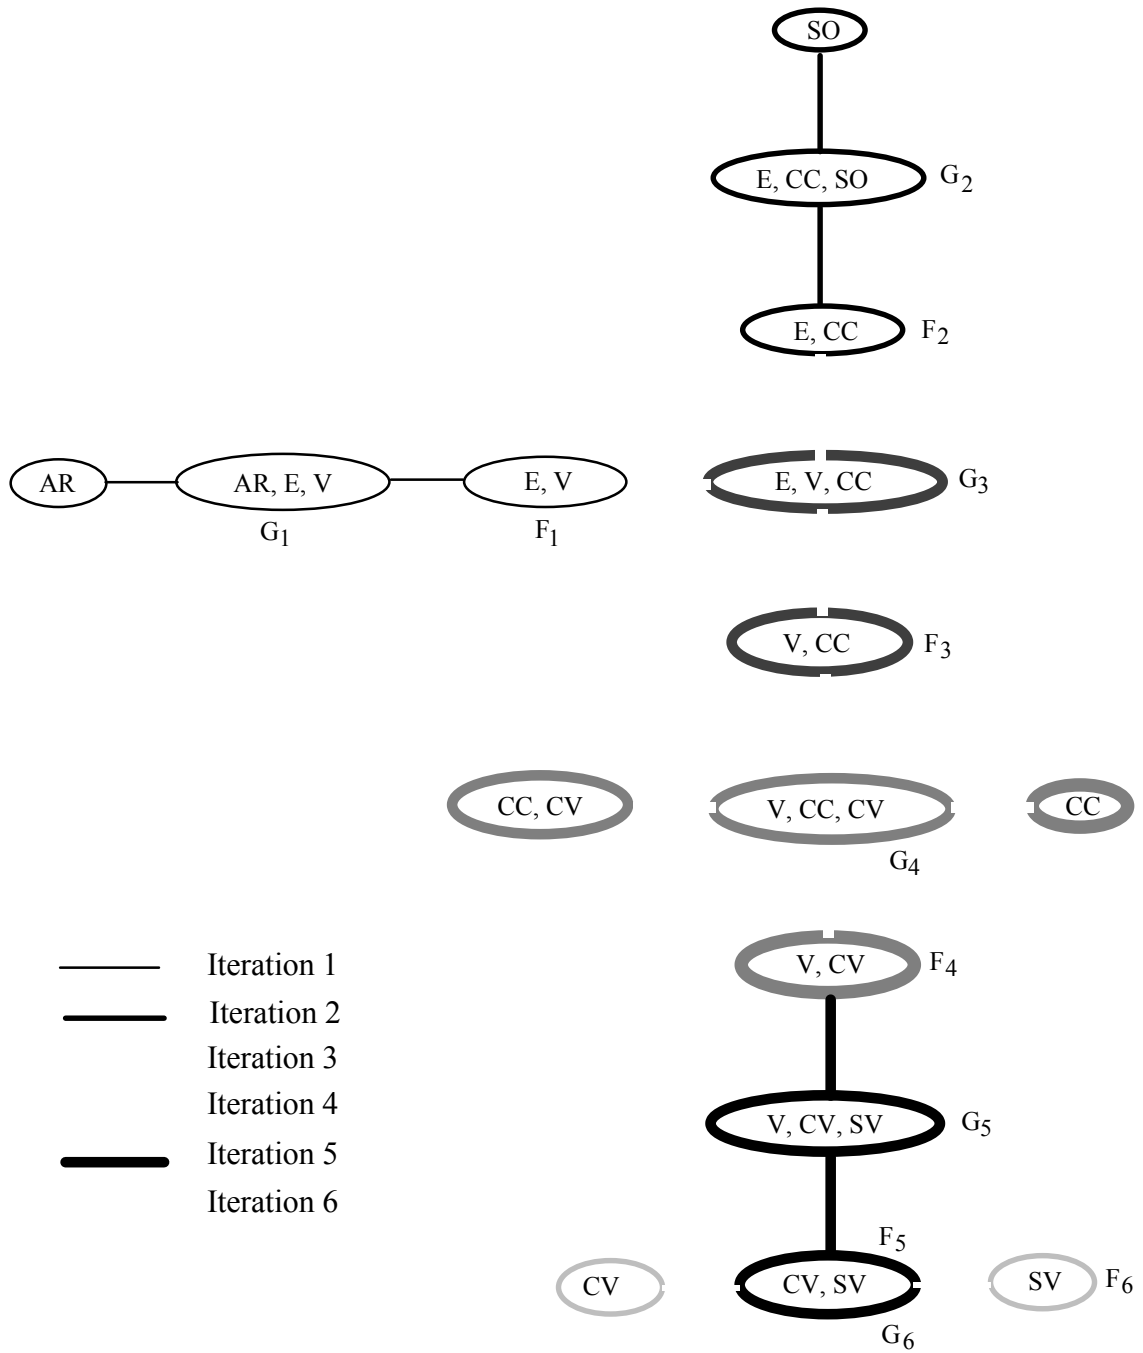 SO
E, CC, SO G2
E, CC F2
AR AR, E, V E, V E, V, CC G3
G1 F1
V, CC F3
CC, CV V, CC, CV CC
G4
V, CV F4
Iteration 1
Iteration 2
Iteration 3
Iteration 4
V, CV, SV G5
Iteration 5
Iteration 6
F5
CV CV, SV SV F6
G6